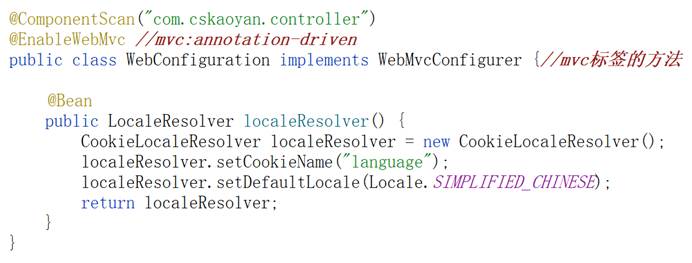 @ComponentScan("com.cskaoyan.controller")
@EnableWebMvc //mvc:annotation-driven
public class WebConfiguration implements WebMvcConfigurer {//mvc标签的方法
@Bean
public LocaleResolver localeResolver() {
CookieLocaleResolver localeResolver = new CookieLocaleResolver();
localeResolver.setCookieName("language");
localeResolver.setDefaultLocale(Locale.SIMPLIFIED_CHINESE);
return localeResolver;
}
}